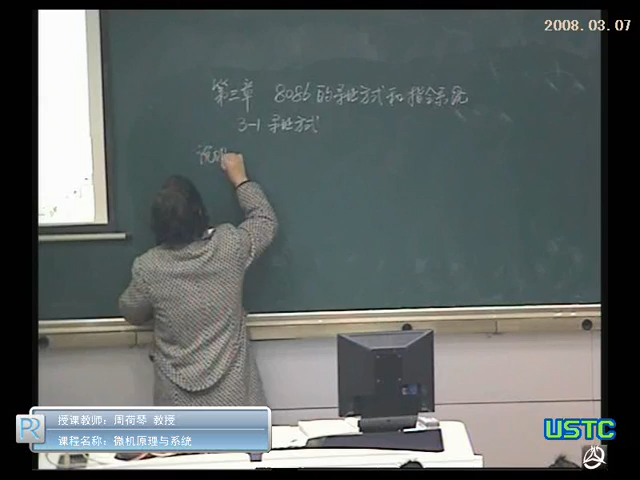 2008.03.07
第三章 8086的寻址方式和指令系统
3-1 寻址方式
说明
授课教师：周荷琴 教授
课程名称：微机原理与系统
USTC